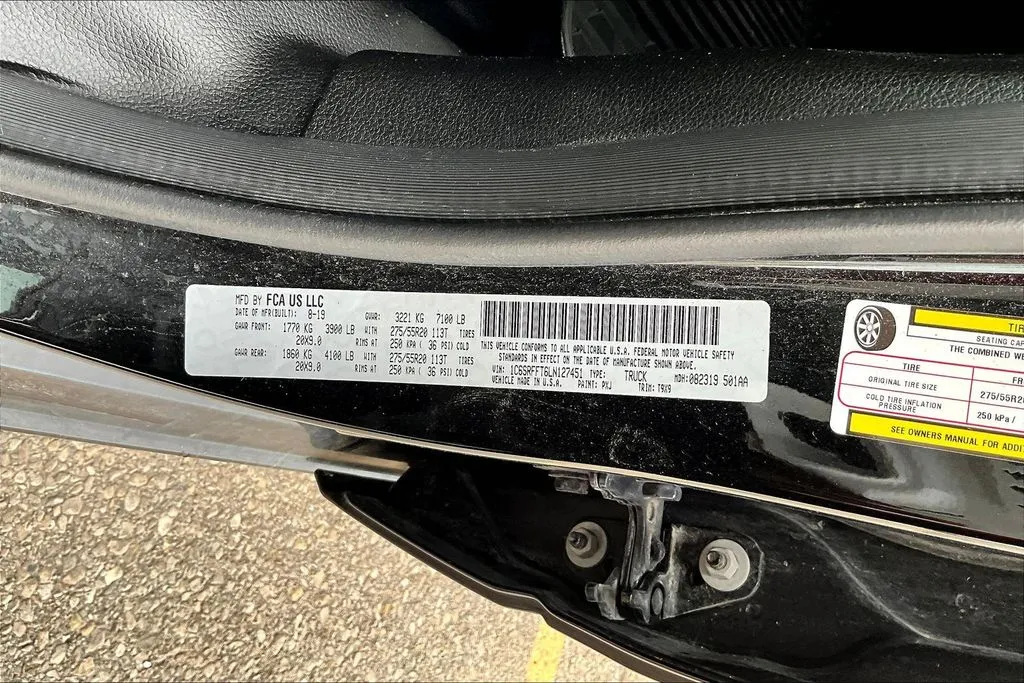 MFD BY FCA US LLC
DATE OF MFR(BUILT): 8-19 GVWR: 3221 KG 7100 LB
GAWR FRONT: 1770 KG 3900 LB WITH 275/55R20 113T TIRES
20X9.0 RIMS AT 250 KPA ( 36 PSI) COLD
GAWR REAR: 1860 KG 4100 LB WITH 275/55R20 113T TIRES
20X9.0 RIMS AT 250 KPA ( 36 PSI) COLD
THIS VEHICLE CONFORMS TO ALL APPLICABLE U.S.A. FEDERAL MOTOR VEHICLE SAFETY
STANDARDS IN EFFECT ON THE DATE OF MANUFACTURE SHOWN ABOVE.
VIN: 1C6SRFFT6LN127451 TYPE: TRUCK MDH: 082319 501AA
VEHICLE MADE IN U.S.A. PAINT: PXJ TRIM: T9X9
SEATING CAP
THE COMBINED WE
TIRE
ORIGINAL TIRE SIZE 275/55R20
COLD TIRE INFLATION PRESSURE 250 kPa /
SEE OWNERS MANUAL FOR ADDIT